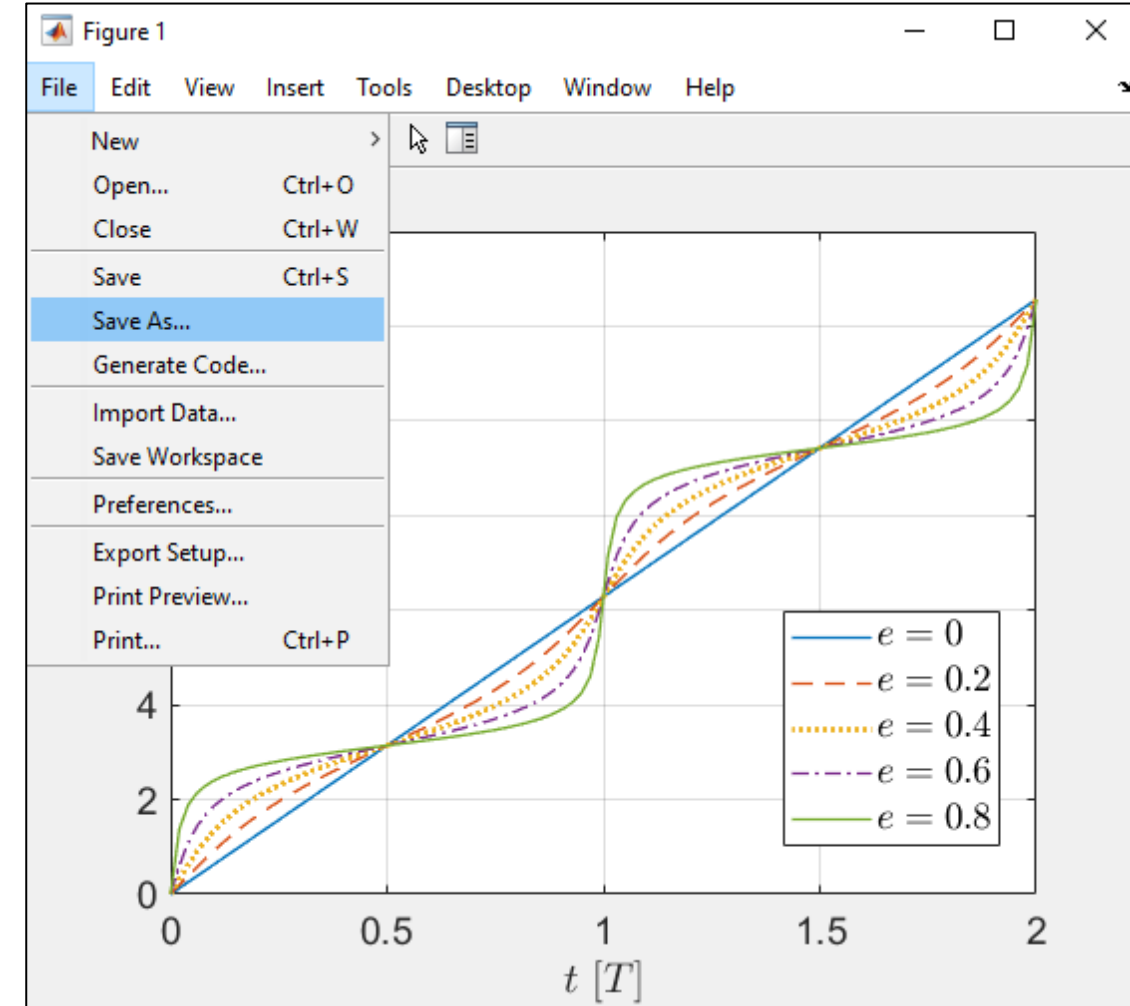 Figure 1
File Edit View Insert Tools Desktop Window Help
New
Open... Ctrl+O
Close Ctrl+W
Save Ctrl+S
Save As...
Generate Code...
Import Data...
Save Workspace
Preferences...
Export Setup...
Print Preview...
Print... Ctrl+P
4
2
0
0 0.5 1 1.5 2
t [T]
e = 0
e = 0.2
e = 0.4
e = 0.6
e = 0.8